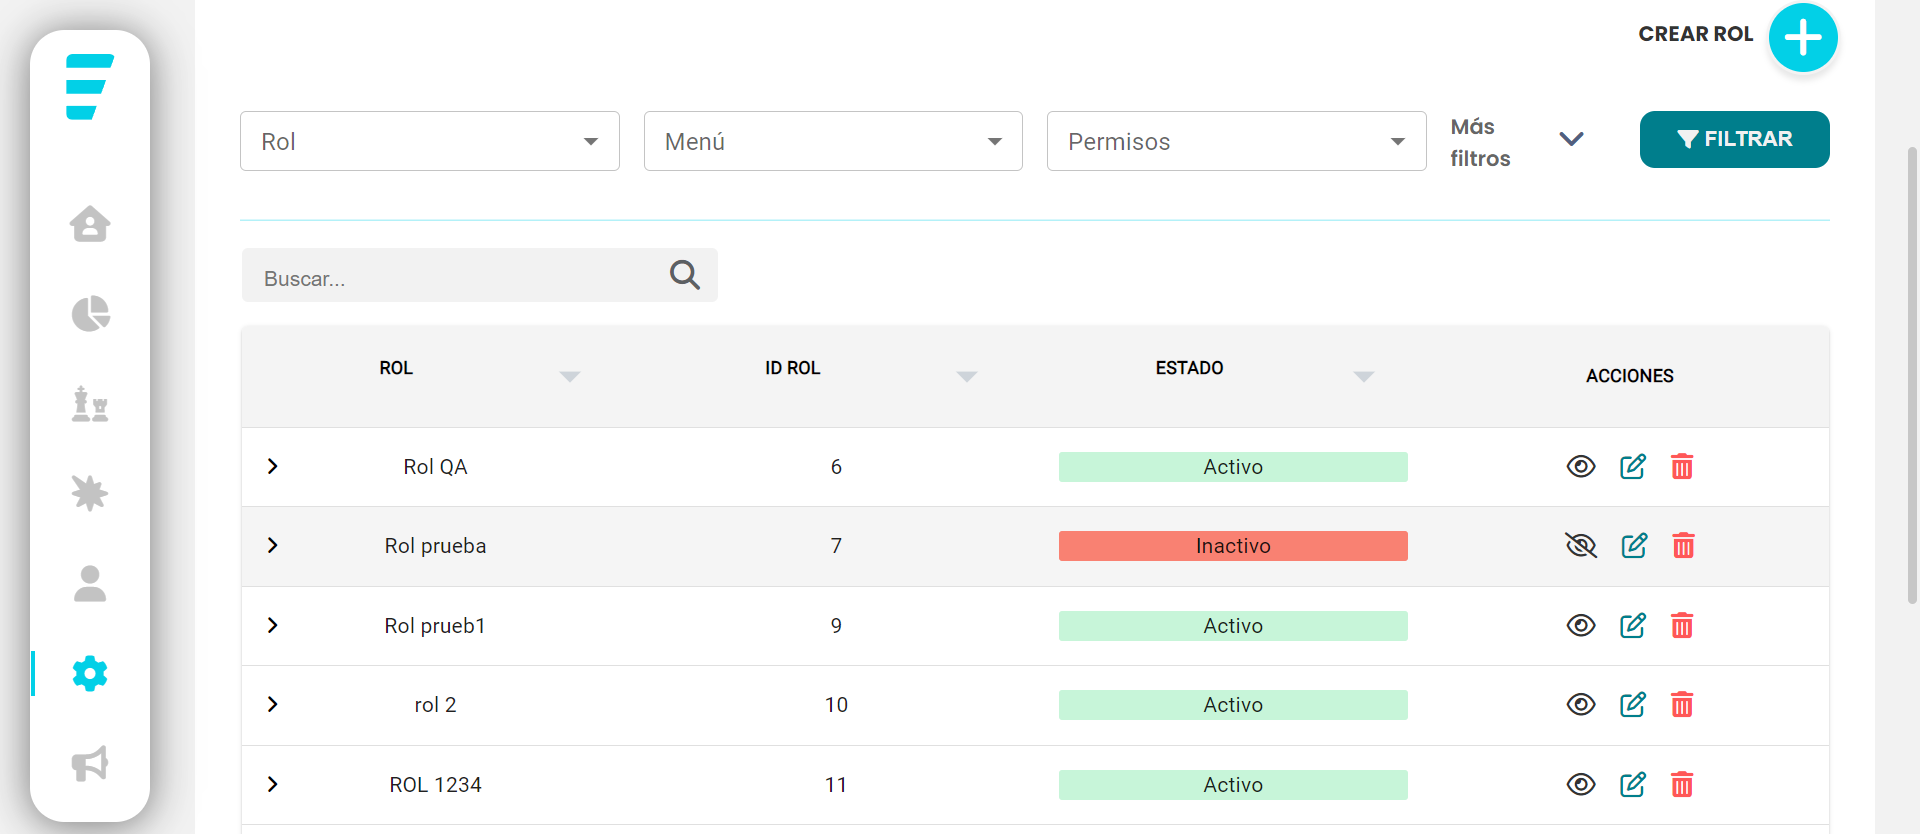 CREAR ROL
Rol Menú Permisos Más filtros FILTRAR
Buscar...
ROL ID ROL ESTADO ACCIONES
Rol QA 6 Activo
Rol prueba 7 Inactivo
Rol prueb1 9 Activo
rol 2 10 Activo
ROL 1234 11 Activo